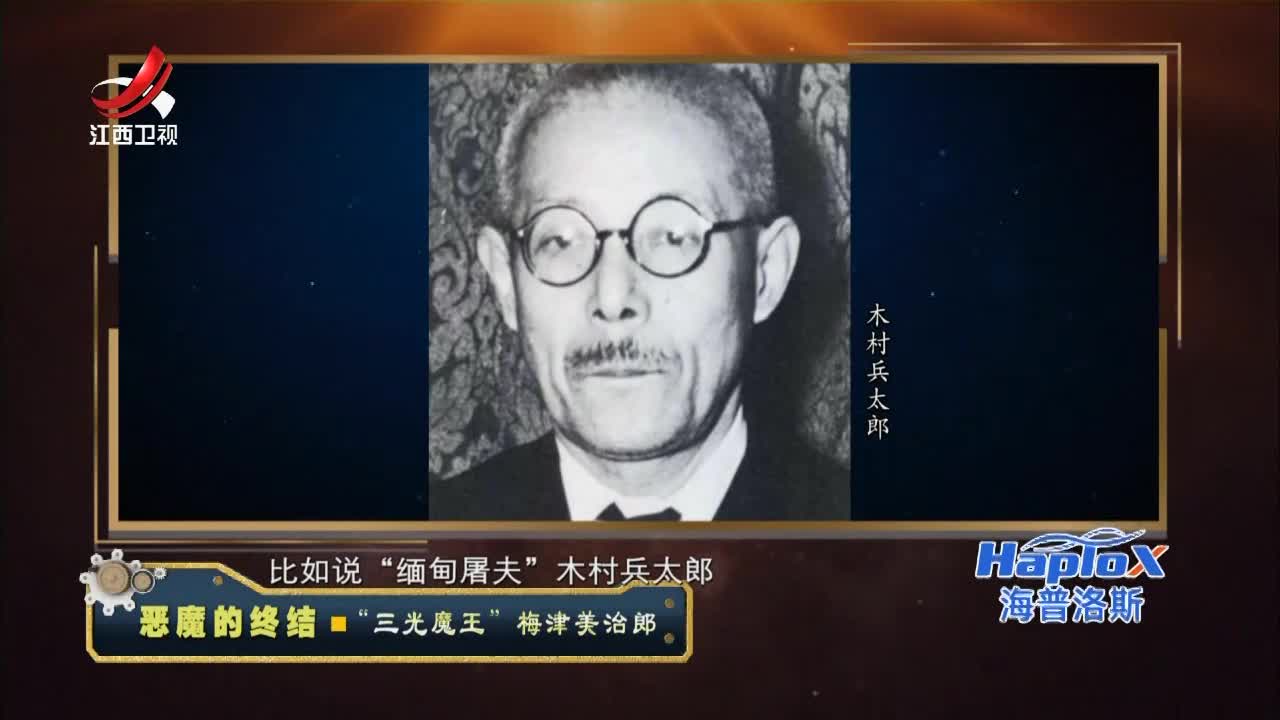 江西卫视
木村兵太郎
比如说“缅甸屠夫”木村兵太郎
恶魔的终结 “三光魔王”梅津美治郎
HaploX
海普洛斯